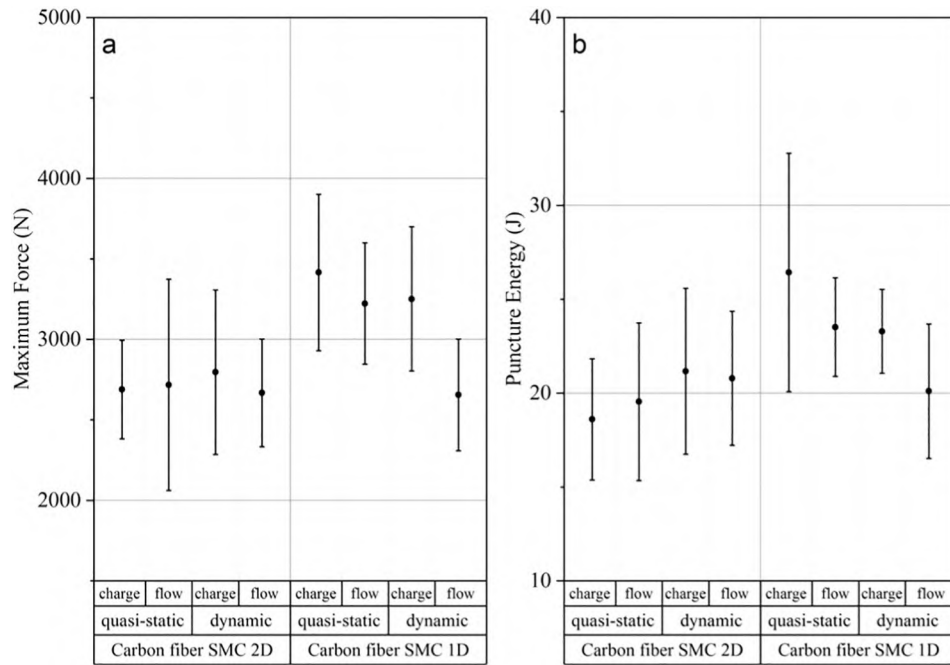 a
5000
4000
3000
2000
Maximum Force (N)
charge flow charge flow charge flow charge flow
quasi-static dynamic quasi-static dynamic
Carbon fiber SMC 2D Carbon fiber SMC 1D
b
40
30
20
10
Puncture Energy (J)
charge flow charge flow charge flow charge flow
quasi-static dynamic quasi-static dynamic
Carbon fiber SMC 2D Carbon fiber SMC 1D